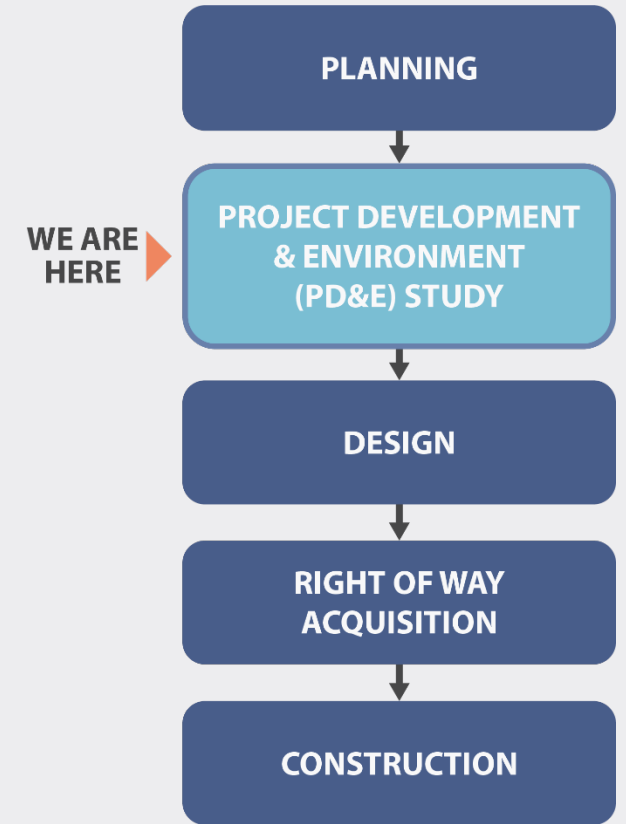 PLANNING
WE ARE
HERE
PROJECT DEVELOPMENT
& ENVIRONMENT
(PD&E) STUDY
DESIGN
RIGHT OF WAY
ACQUISITION
CONSTRUCTION